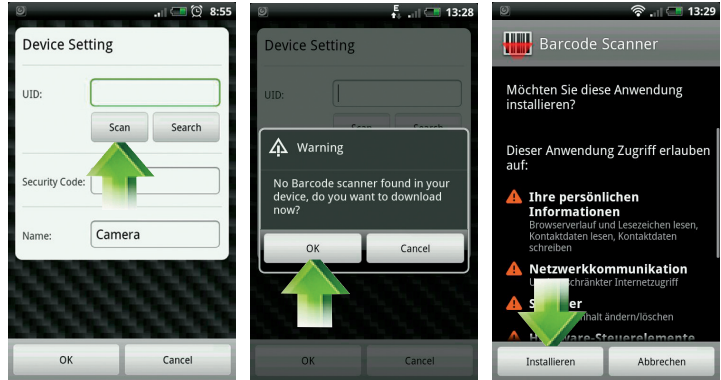 8:55
Device Setting
UID:
Scan
Search
Security Code:
Name:
Camera
OK
Cancel
E
13:28
Device Setting
UID:
Warning
No Barcode scanner found in your
device, do you want to download
now?
OK
Cancel
OK
Cancel
13:29
Barcode Scanner
Möchten Sie diese Anwendung
installieren?
Dieser Anwendung Zugriff erlauben
auf:
Ihre persönlichen
Informationen
Browserverlauf und Lesezeichen lesen,
Kontaktdaten lesen, Kontaktdaten
schreiben
Netzwerkkommunikation
Internetzugriff
ändern/löschen
Installieren
Abbrechen